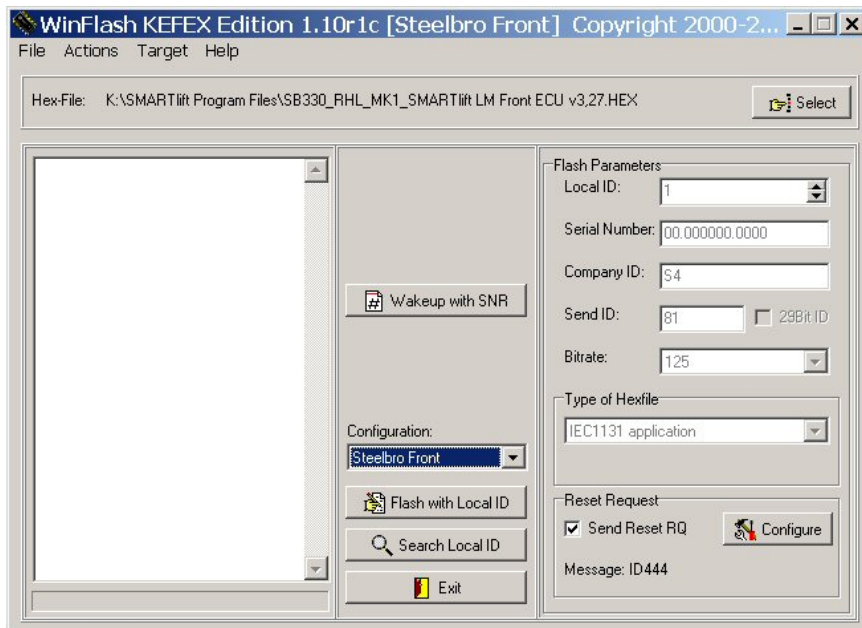 WinFlash KEFEX Edition 1.10r1c [Steelbro Front] Copyright 2000-2...
File Actions Target Help
Hex-File: K:\SMARTlift Program Files\SB330_RHL_MK1_SMARTlift LM Front ECU v3,27.HEX
Select
Wakeup with SNR
Configuration:
Steelbro Front
Flash with Local ID
Search Local ID
Exit
Flash Parameters
Local ID: 1
Serial Number: 00.000000.0000
Company ID: S4
Send ID: 81 29Bit ID
Bitrate: 125
Type of Hexfile
IEC1131 application
Reset Request
Send Reset RQ Configure
Message: ID444